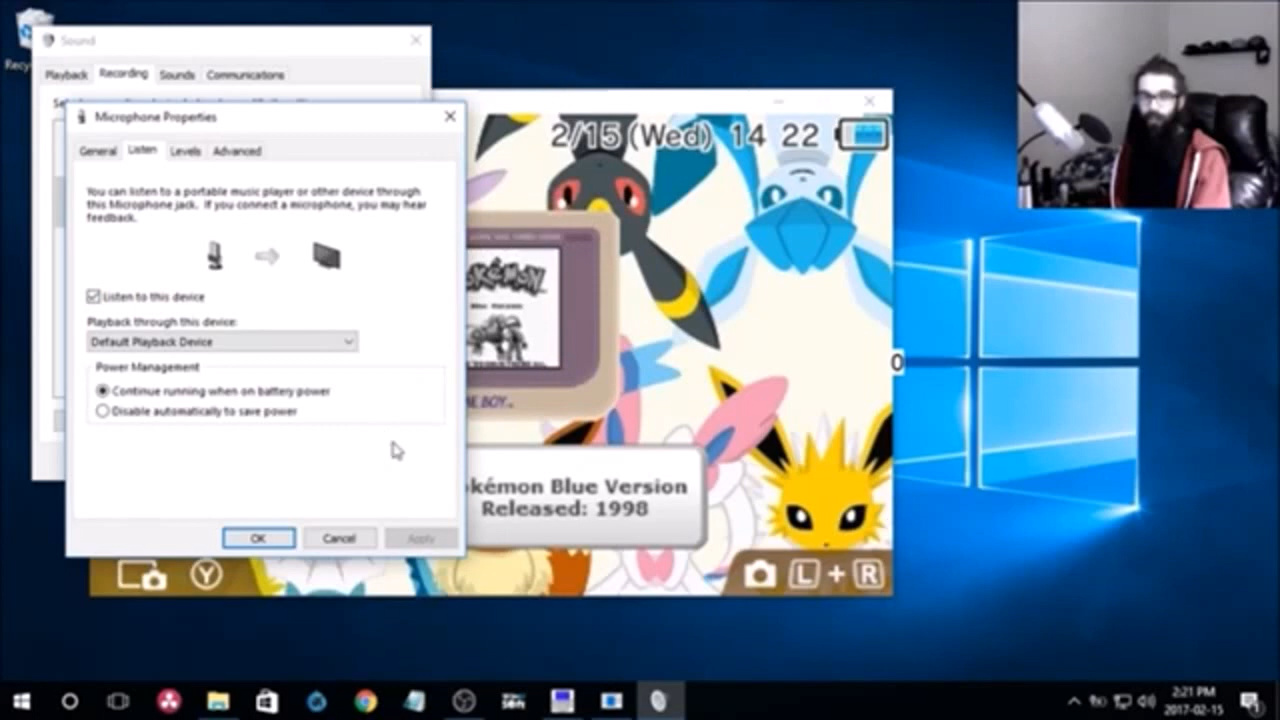 Sound
Playback Recording Sounds Communications
Microphone Properties
General Listen Levels Advanced
You can listen to a portable music player or other device through
this Microphone jack. If you connect a microphone, you may hear
feedback.
Listen to this device
Playback through this device:
Default Playback Device
Power Management
Continue running when on battery power
Disable automatically to save power
OK Cancel Apply
2/15 (Wed) 14 22
OKÉMON
E BOY™
kémon Blue Version
Released: 1998
Y
L + R
0
Recy
2:21 PM
2017-02-15